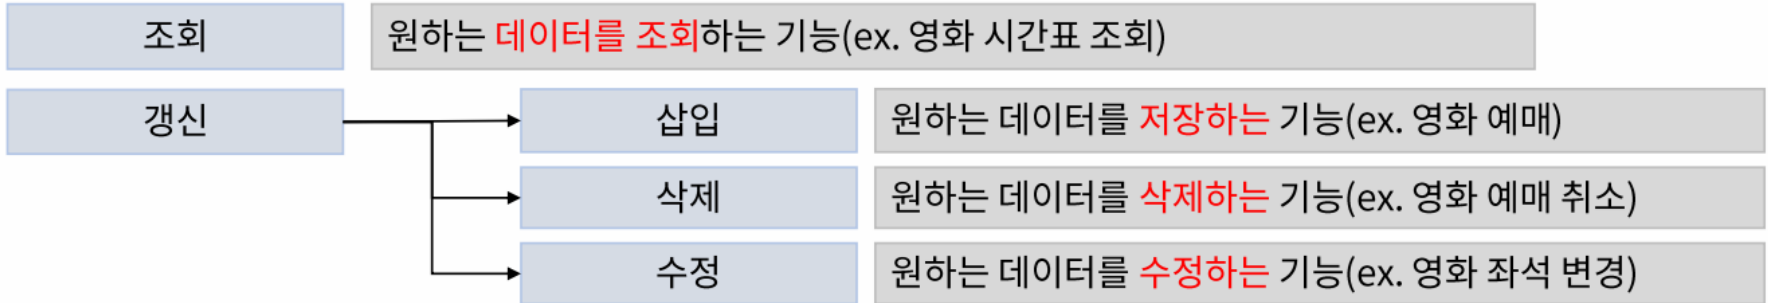 조회
원하는 데이터를 조회하는 기능(ex. 영화 시간표 조회)
갱신
삽입
원하는 데이터를 저장하는 기능(ex. 영화 예매)
삭제
원하는 데이터를 삭제하는 기능(ex. 영화 예매 취소)
수정
원하는 데이터를 수정하는 기능(ex. 영화 좌석 변경)